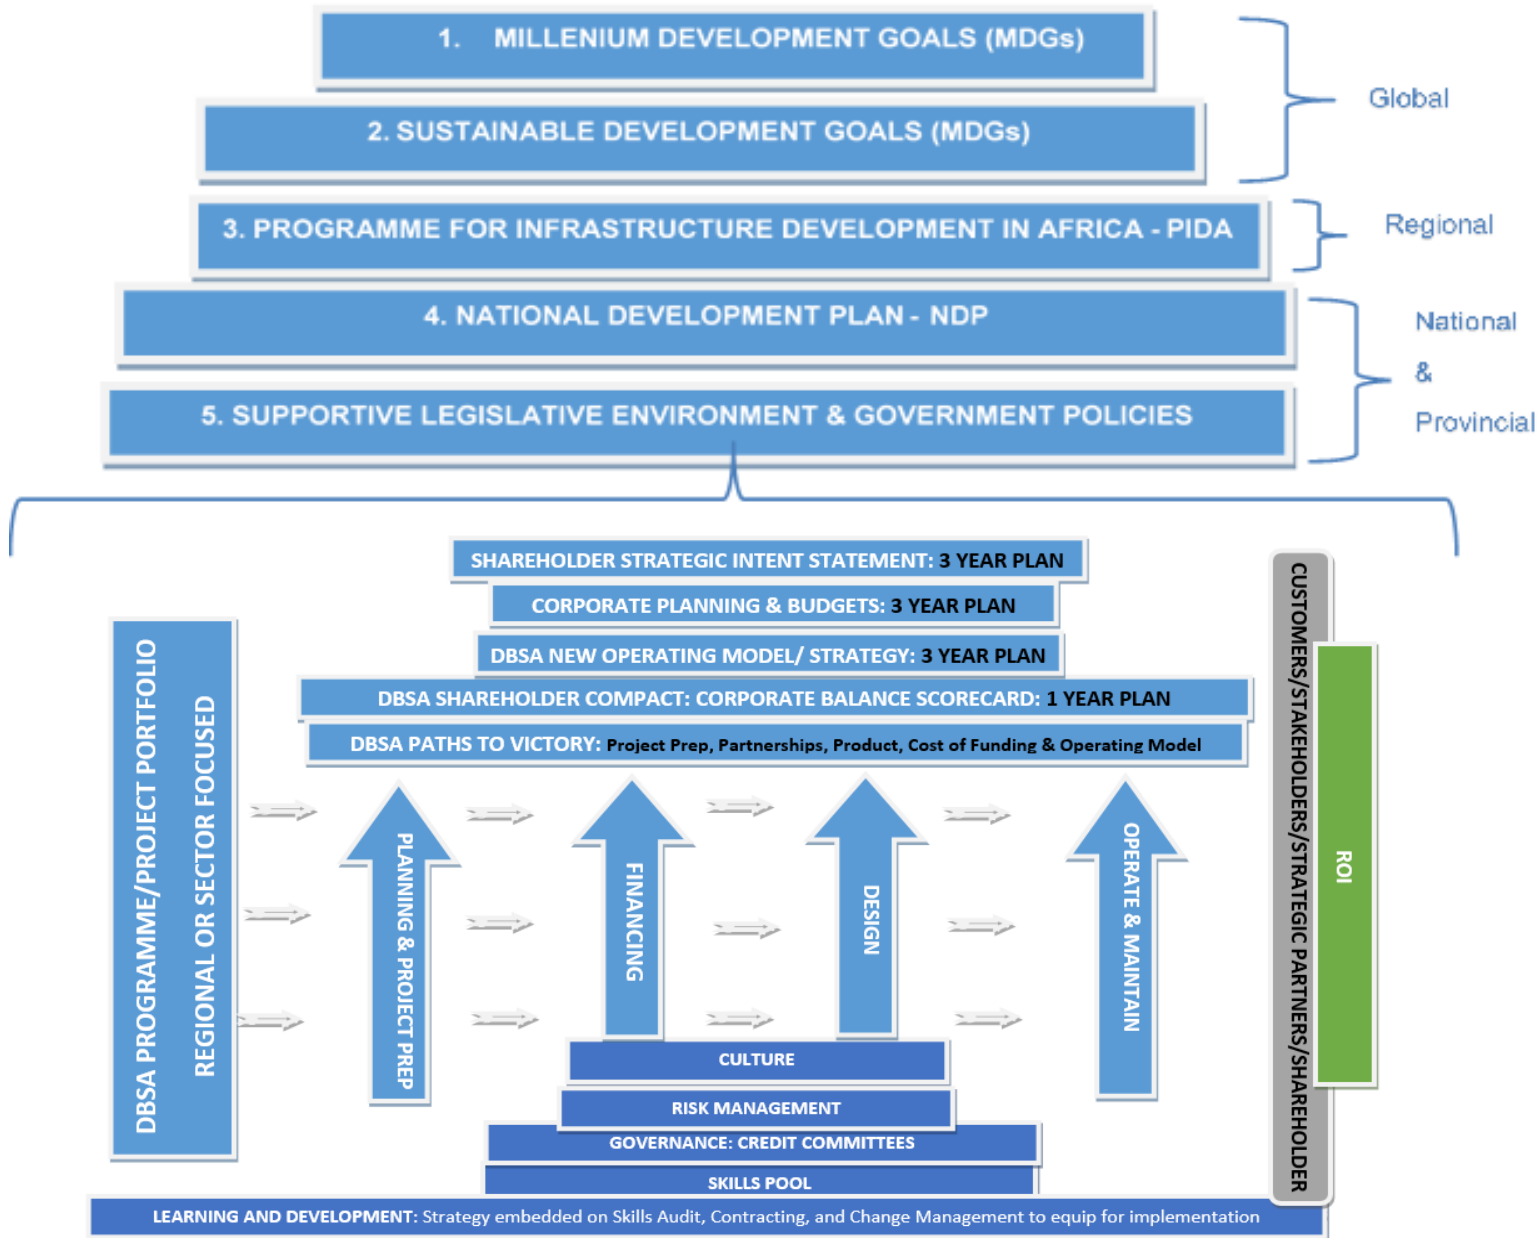 1. MILLENIUM DEVELOPMENT GOALS (MDGs)
2. SUSTAINABLE DEVELOPMENT GOALS (MDGs)
Global
3. PROGRAMME FOR INFRASTRUCTURE DEVELOPMENT IN AFRICA - PIDA
Regional
4. NATIONAL DEVELOPMENT PLAN - NDP
5. SUPPORTIVE LEGISLATIVE ENVIRONMENT & GOVERNMENT POLICIES
National
&
Provincial
SHAREHOLDER STRATEGIC INTENT STATEMENT: 3 YEAR PLAN
CORPORATE PLANNING & BUDGETS: 3 YEAR PLAN
DBSA NEW OPERATING MODEL/ STRATEGY: 3 YEAR PLAN
DBSA SHAREHOLDER COMPACT: CORPORATE BALANCE SCORECARD: 1 YEAR PLAN
DBSA PATHS TO VICTORY: Project Prep, Partnerships, Product, Cost of Funding & Operating Model
DBSA PROGRAMME/PROJECT PORTFOLIO
REGIONAL OR SECTOR FOCUSED
PLANNING & PROJECT PREP
FINANCING
DESIGN
OPERATE & MAINTAIN
CUSTOMERS/STAKEHOLDERS/STRATEGIC PARTNERS/SHAREHOLDER
ROI
CULTURE
RISK MANAGEMENT
GOVERNANCE: CREDIT COMMITTEES
SKILLS POOL
LEARNING AND DEVELOPMENT: Strategy embedded on Skills Audit, Contracting, and Change Management to equip for implementation